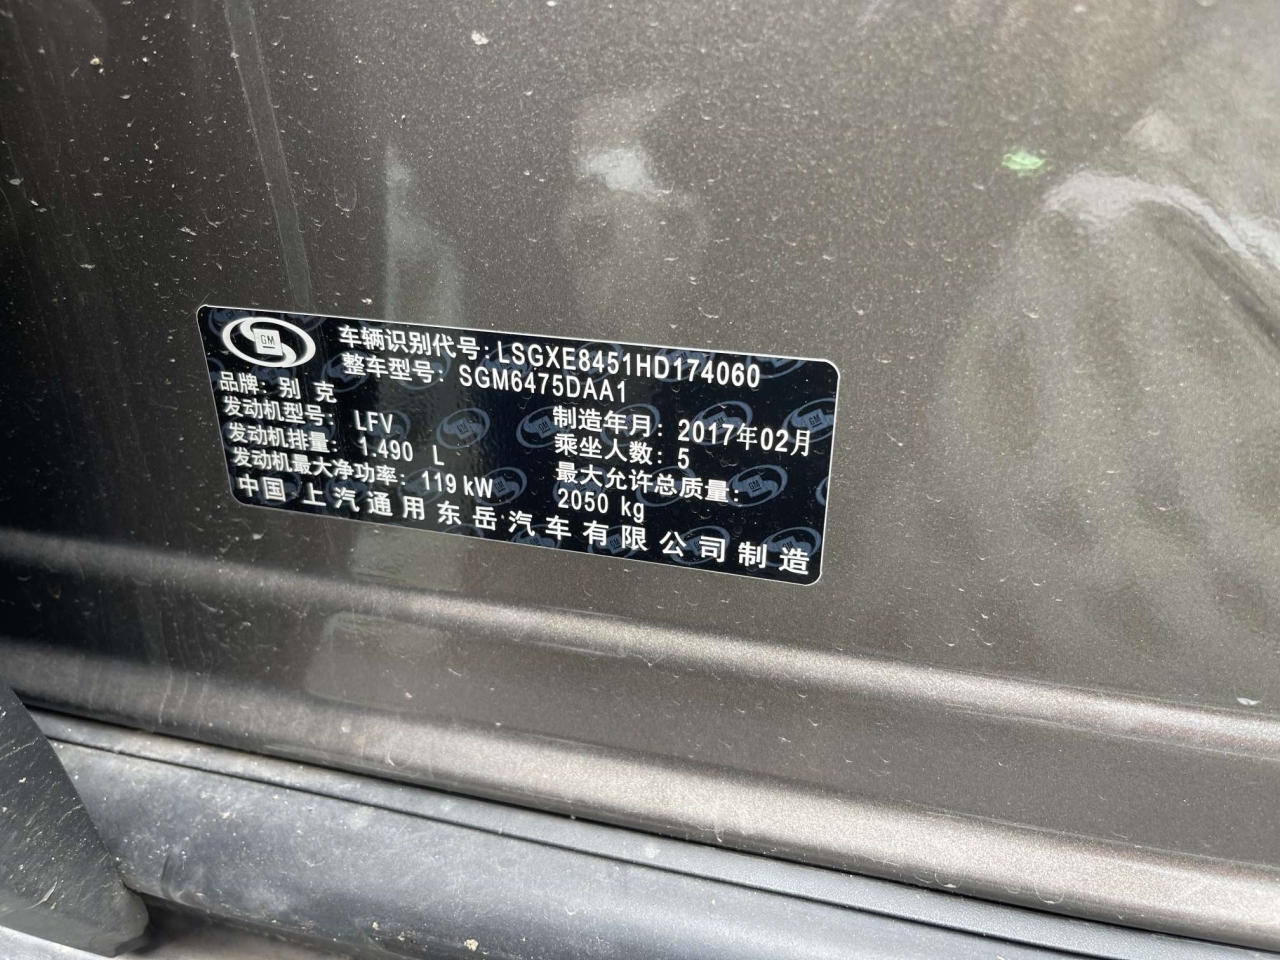 GM
车辆识别代号：LSGXE8451HD174060
整车型号：SGM6475DAA1
品牌：别克
发动机型号：LFV
制造年月：2017年02月
发动机排量：1.490 L
乘坐人数：5
发动机最大净功率：119 kW
最大允许总质量：
2050 kg
中国 上汽通用东岳汽车有限公司制造